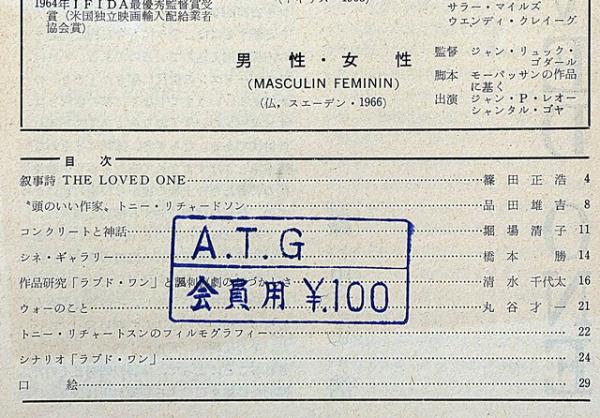 1964年IFIDA最優秀監督賞受
賞(米国独立映画輸入配給業者
協会賞)
サラー・マイルズ
ウエンディ・クレイーグ
男性・女性
(MASCULIN FEMININ)
(仏,スエーデン・1966)
監督 ジャン・リュック・
ゴダール
脚本 モーパッサンの作品
に基く
出演 ジャン・P・レオー
シャンタル・ゴヤ
目次
叙事詩 THE LOVED ONE 篠田正浩 4
〝頭のいい作家〟トニー・リチャードソン 品田雄吉 8
コンクリートと神話 堀場清子 11
シネ・ギャラリー 橋本勝 14
作品研究「ラブド・ワン」と諷刺喜劇の さ 清水千代太 16
ウォーのこと 丸谷才一 21
トニー・リチャートスンのフィルモグラフィー 22
シナリオ「ラブド・ワン」 24
口絵 29
A.T.G
会員用 ¥.100